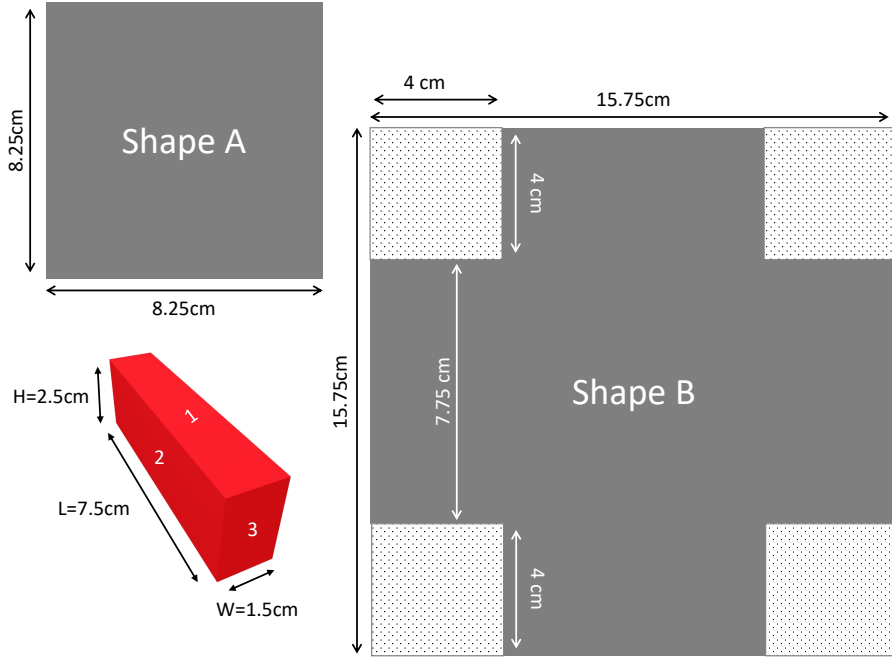 8.25cm
Shape A
8.25cm
4 cm
15.75cm
4 cm
15.75cm
7.75 cm
Shape B
4 cm
H=2.5cm
1
2
L=7.5cm
3
W=1.5cm